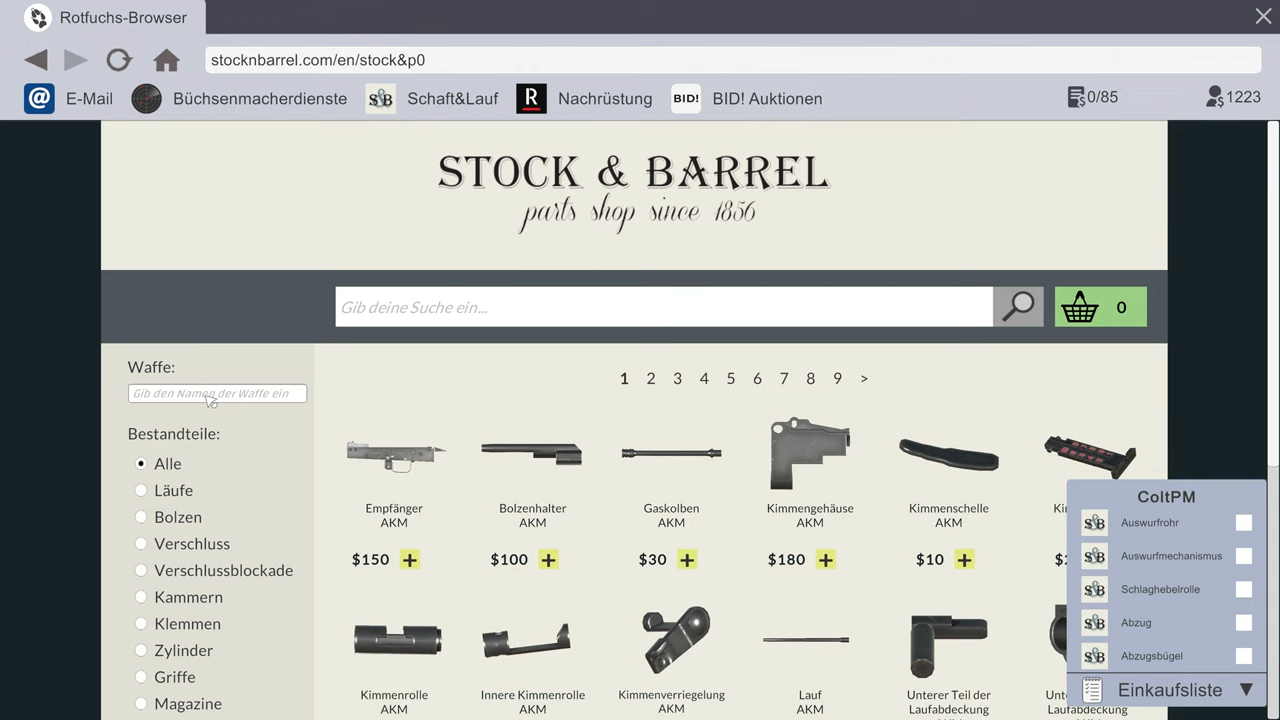 Rotfuchs-Browser
stocknbarrel.com/en/stock&p0
@ E-Mail Büchsenmacherdienste S&B Schaft&Lauf R Nachrüstung BID! BID! Auktionen 0/85 1223
STOCK & BARREL
parts shop since 1856
Gib deine Suche ein... 0
Waffe:
Gib den Namen der Waffe ein
Bestandteile:
Alle
Läufe
Bolzen
Verschluss
Verschlussblockade
Kammern
Klemmen
Zylinder
Griffe
Magazine
1 2 3 4 5 6 7 8 9 >
Empfänger
AKM
$150 +
Bolzenhalter
AKM
$100 +
Gaskolben
AKM
$30 +
Kimmengehäuse
AKM
$180 +
Kimmenschelle
AKM
$10 +
Kimmenrolle
AKM
Innere Kimmenrolle
AKM
Kimmenverriegelung
AKM
Lauf
AKM
Unterer Teil der
Laufabdeckung
ColtPM
S&B Auswurfrohr
S&B Auswurfmechanismus
S&B Schlaghebelrolle
S&B Abzug
S&B Abzugsbügel
Einkaufsliste ▼